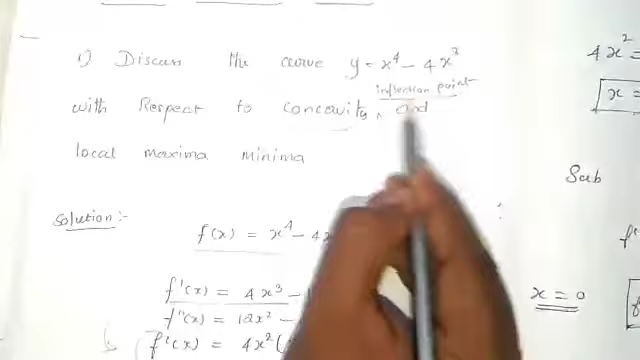 1) Discuss the curve y = x⁴ - 4x³
inflection point
with Respect to concavity, and
local maxima minima
Solution:-
f(x) = x⁴ - 4x
f'(x) = 4x³ -
f''(x) = 12x² -
f'(x) = 4x²(
4x² =
x =
Sub
f'
x = 0